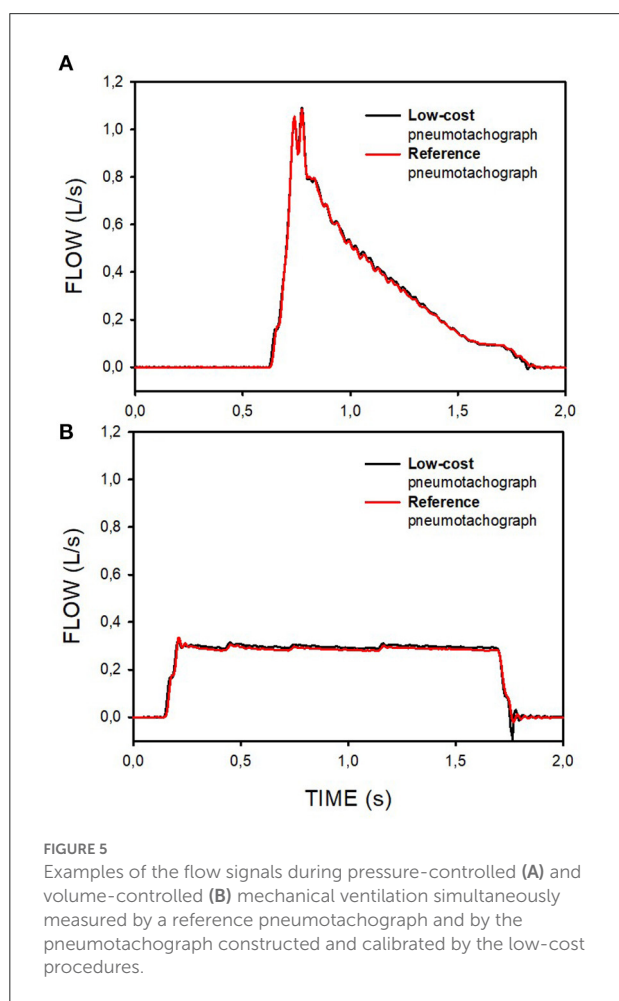 A
1,2
1,0
0,8
0,6
0,4
0,2
0,0
FLOW (L/s)
Low-cost
pneumotachograph
Reference
pneumotachograph
0,0 0,5 1,0 1,5 2,0
B
1,2
1,0
0,8
0,6
0,4
0,2
0,0
FLOW (L/s)
Low-cost
pneumotachograph
Reference
pneumotachograph
0,0 0,5 1,0 1,5 2,0
TIME (s)
FIGURE 5
Examples of the flow signals during pressure-controlled (A) and
volume-controlled (B) mechanical ventilation simultaneously
measured by a reference pneumotachograph and by the
pneumotachograph constructed and calibrated by the low-cost
procedures.